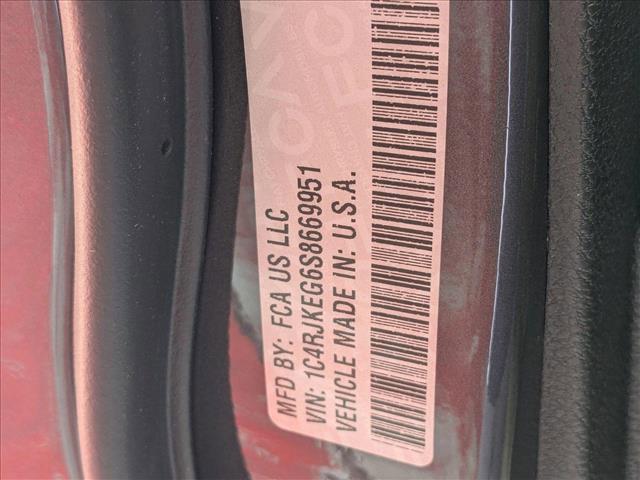 MFD BY: FCA US LLC
VIN: 1C4RJKEG6S8669951
VEHICLE MADE IN: U.S.A.